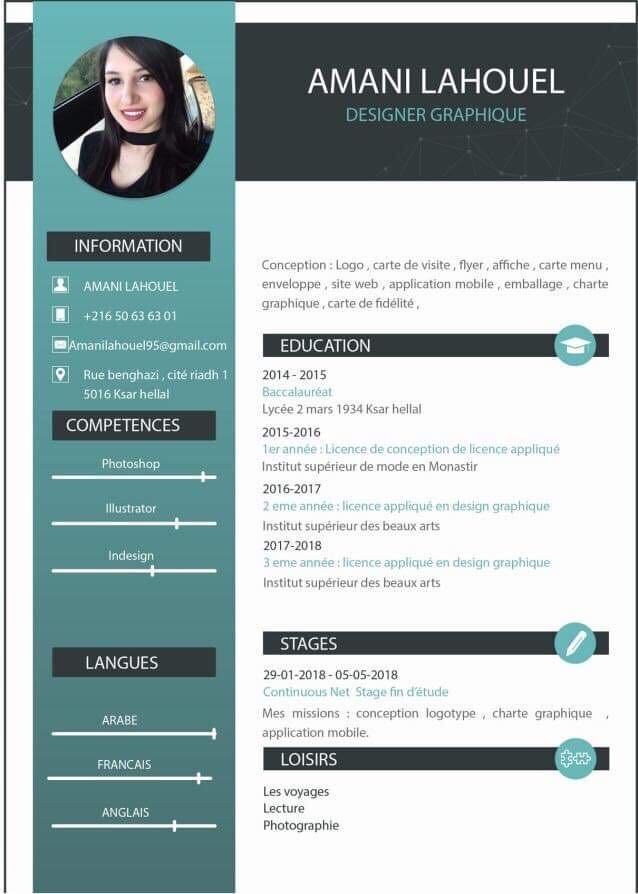 AMANI LAHOUEL
DESIGNER GRAPHIQUE
INFORMATION
AMANI LAHOUEL
+216 50 63 63 01
Amanilahouel95@gmail.com
Rue benghazi , cité riadh 1
5016 Ksar hellal
COMPETENCES
Photoshop
Illustrator
Indesign
LANGUES
ARABE
FRANCAIS
ANGLAIS
Conception : Logo , carte de visite , flyer , affiche , carte menu ,
enveloppe , site web , application mobile , emballage , charte
graphique , carte de fidélité ,
EDUCATION
2014 - 2015
Baccalauréat
Lycée 2 mars 1934 Ksar hellal
2015-2016
1er année : Licence de conception de licence appliqué
Institut supérieur de mode en Monastir
2016-2017
2 eme année : licence appliqué en design graphique
Institut supérieur des beaux arts
2017-2018
3 eme année : licence appliqué en design graphique
Institut supérieur des beaux arts
STAGES
29-01-2018 - 05-05-2018
Continuous Net Stage fin d'étude
Mes missions : conception logotype , charte graphique ,
application mobile.
LOISIRS
Les voyages
Lecture
Photographie